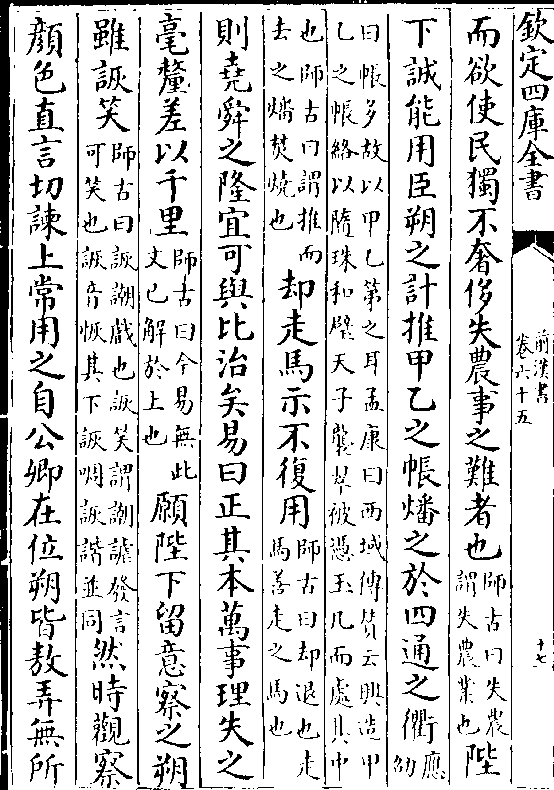 欽定四庫全書
前漢書
卷六十五
十七
而欲使民獨不奢侈失農事之難者也師古曰失農謂失農業也陛
下誠能用臣朔之計推甲乙之帳燔之於四通之衢應劭
曰帳多故以甲乙第之耳孟康曰西域傳贊云興造甲
乙之帳絡以隨珠和璧天子襲翠被憑玉几而處其中
也師古曰謂推而去之燔焚燒也却走馬示不復用師古曰却退也走馬善走之馬也
則堯舜之隆宜可與比治矣易曰正其本萬事理失之
毫釐差以千里師古曰今易無此文已解於上也願陛下留意察之朔
雖詼笑師古曰詼謿戲也詼笑謂謿謔發言可笑也詼音恢其下詼啁詼諧並同然時觀察
顔色直言切諫上常用之自公卿在位朔皆敖弄無所